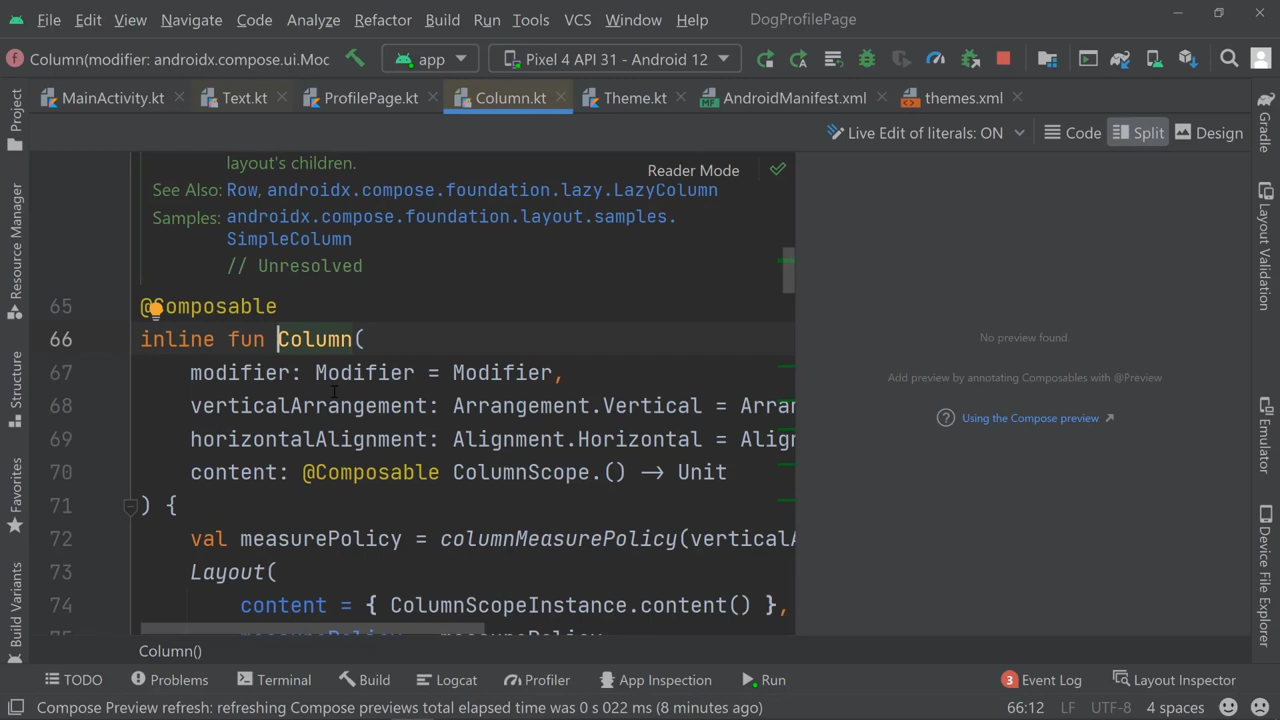 File Edit View Navigate Code Analyze Refactor Build Run Tools VCS Window Help DogProfilePage
Column(modifier: androidx.compose.ui.Moc app Pixel 4 API 31 - Android 12
MainActivity.kt Text.kt ProfilePage.kt Column.kt Theme.kt AndroidManifest.xml themes.xml
Live Edit of literals: ON Code Split Design
Project
Resource Manager
Structure
Favorites
Build Variants
layout's children.
Reader Mode
See Also: Row, androidx.compose.foundation.lazy.LazyColumn
Samples: androidx.compose.foundation.layout.samples.
SimpleColumn
// Unresolved
65 @Composable
66 inline fun Column(
67 modifier: Modifier = Modifier,
68 verticalArrangement: Arrangement.Vertical = Arran
69 horizontalAlignment: Alignment.Horizontal = Align
70 content: @Composable ColumnScope.() -> Unit
71 ) {
72 val measurePolicy = columnMeasurePolicy(verticalA
73 Layout(
74 content = { ColumnScopeInstance.content() },
75 measurePolicy = measurePolicy,
No preview found.
Add preview by annotating Composables with @Preview
Using the Compose preview
Gradle
Layout Validation
Emulator
Device File Explorer
Column()
TODO Problems Terminal Build Logcat Profiler App Inspection Run 3 Event Log Layout Inspector
Compose Preview refresh: refreshing Compose previews total elapsed time was 0 s 022 ms (8 minutes ago) 66:12 LF UTF-8 4 spaces